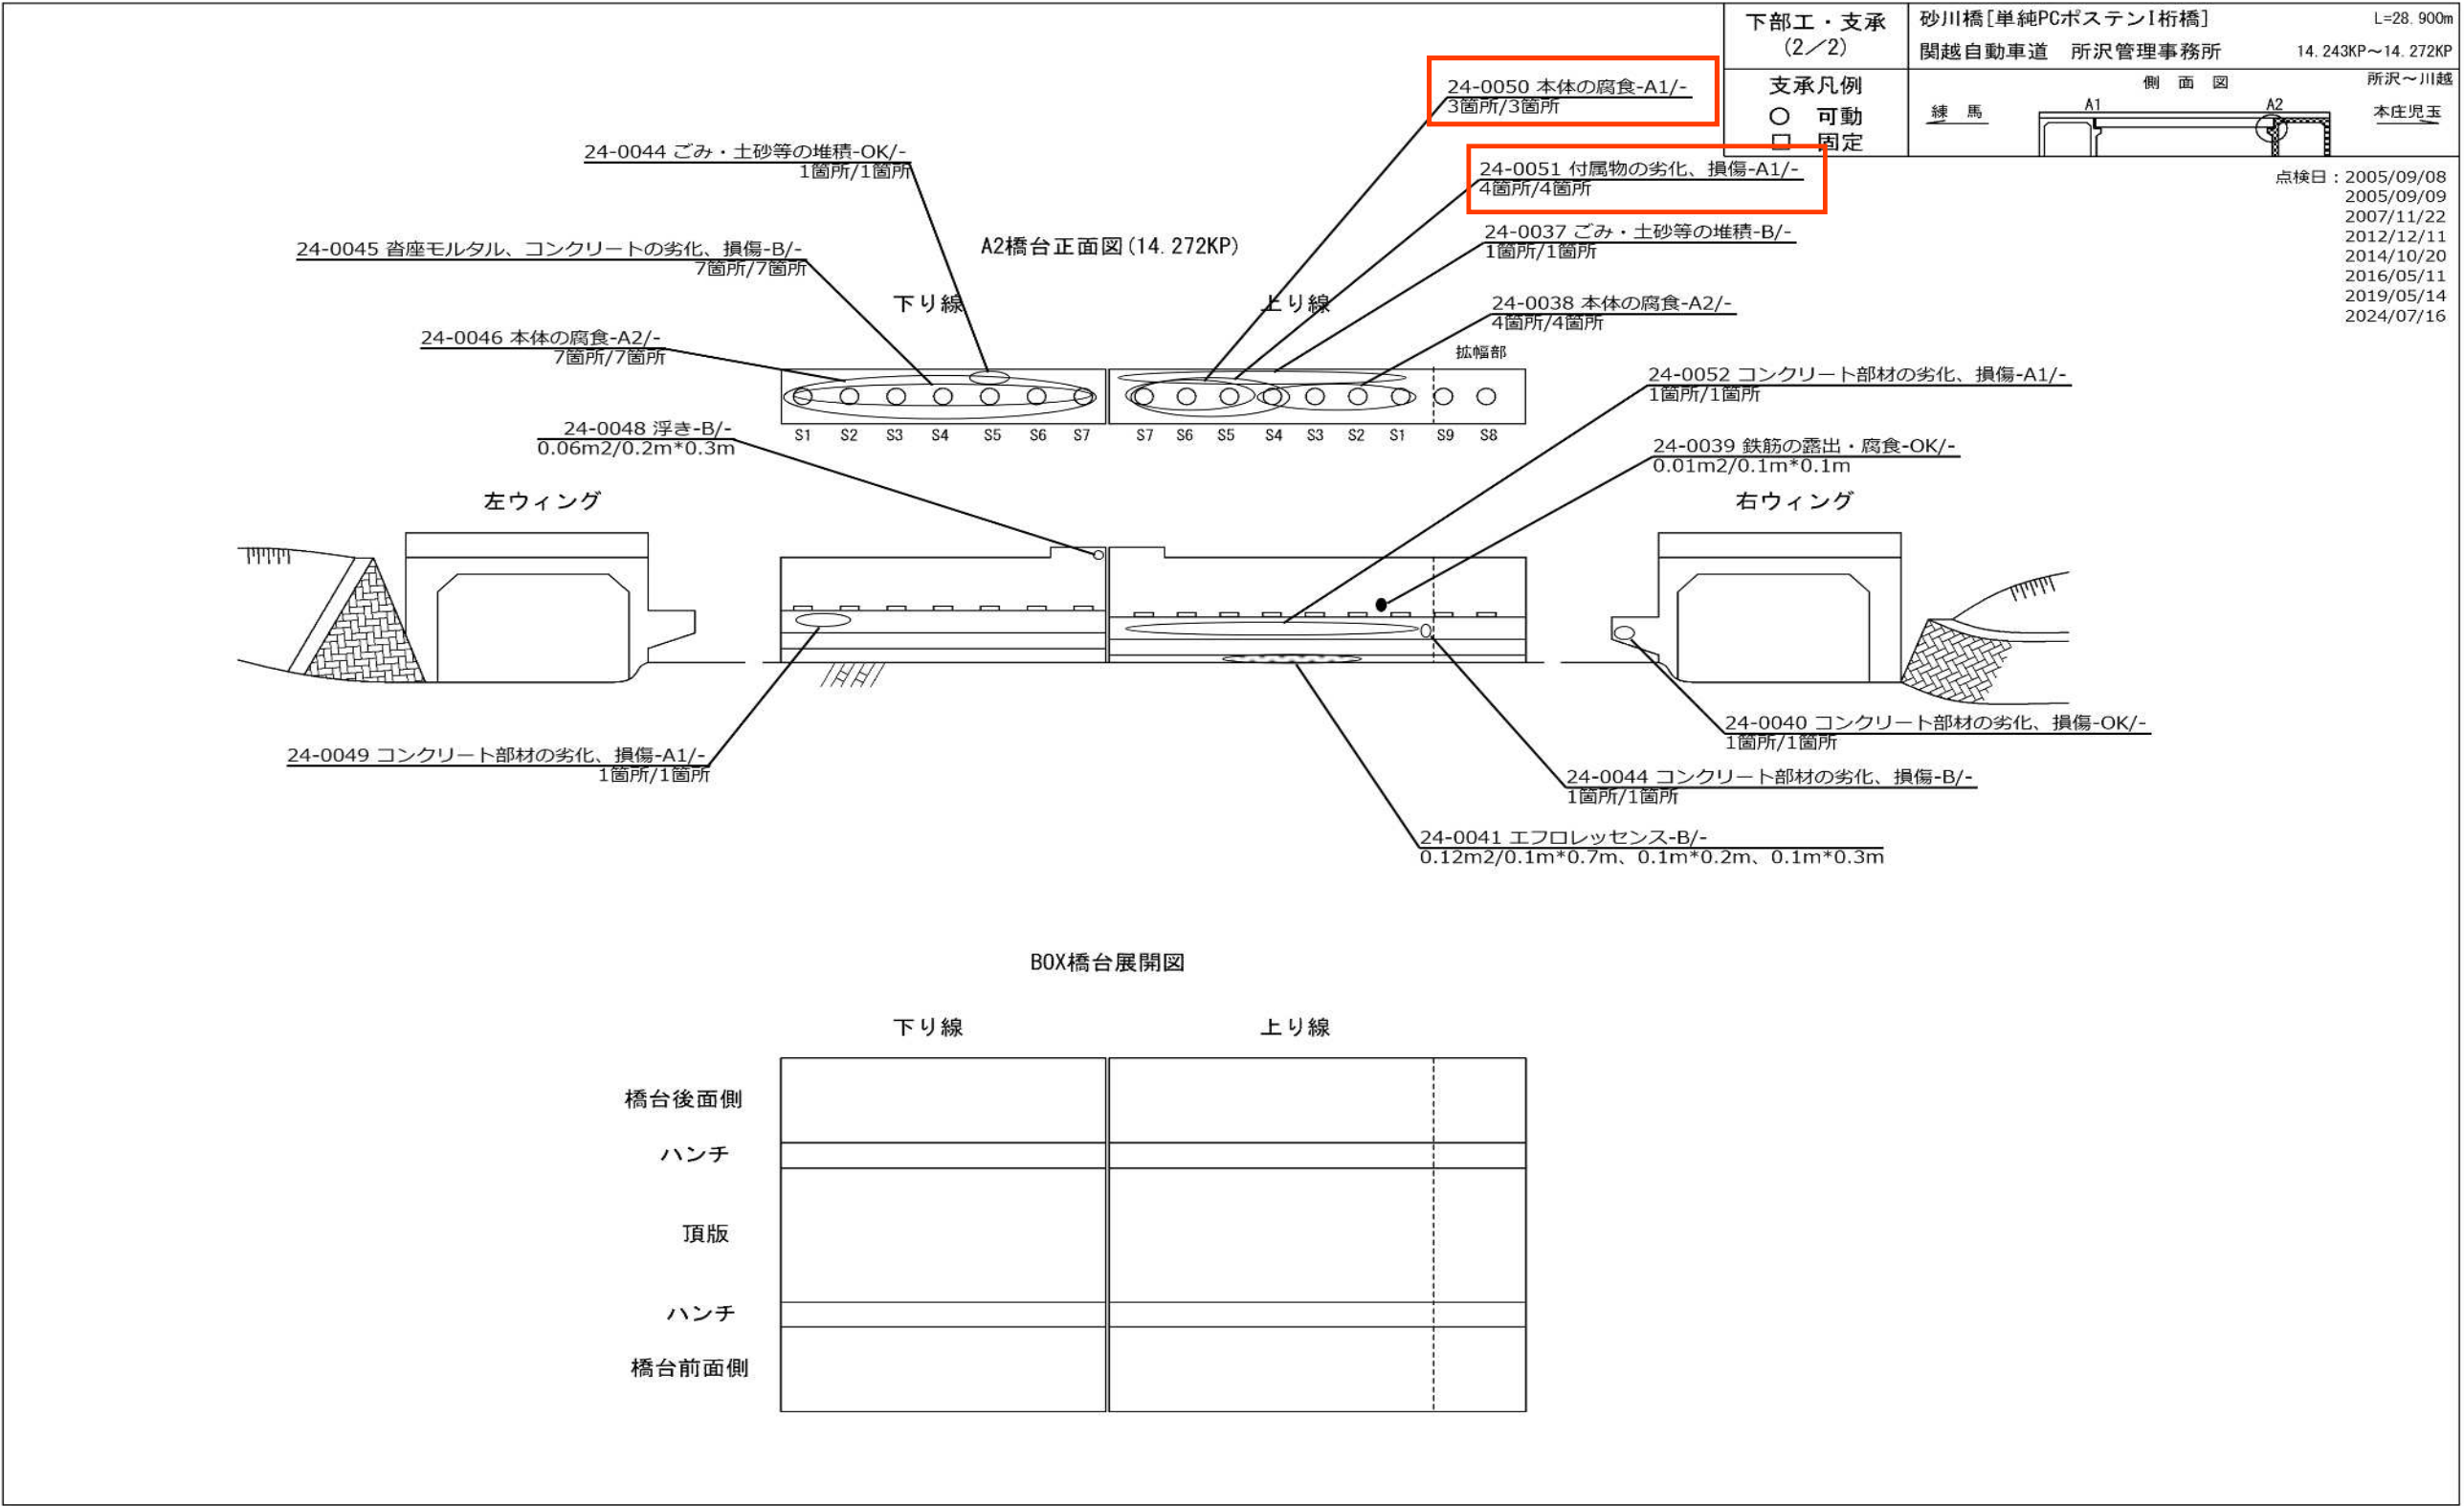 下部工・支承
(2／2)
砂川橋[単純PCポステンI桁橋]
L=28.900m
関越自動車道　所沢管理事務所
14.243KP～14.272KP
支承凡例
○　可動
□　固定
側　面　図
所沢～川越
練　馬
A1
A2
本庄児玉
点検日：2005/09/08
2005/09/09
2007/11/22
2012/12/11
2014/10/20
2016/05/11
2019/05/14
2024/07/16
24-0050 本体の腐食-A1/-
3箇所/3箇所
24-0044 ごみ・土砂等の堆積-OK/-
1箇所/1箇所
24-0051 付属物の劣化、損傷-A1/-
4箇所/4箇所
24-0045 沓座モルタル、コンクリートの劣化、損傷-B/-
7箇所/7箇所
A2橋台正面図(14.272KP)
24-0037 ごみ・土砂等の堆積-B/-
1箇所/1箇所
下り線
上り線
24-0038 本体の腐食-A2/-
4箇所/4箇所
24-0046 本体の腐食-A2/-
7箇所/7箇所
拡幅部
24-0052 コンクリート部材の劣化、損傷-A1/-
1箇所/1箇所
S1 S2 S3 S4 S5 S6 S7
S7 S6 S5 S4 S3 S2 S1 S9 S8
24-0048 浮き-B/-
0.06m2/0.2m*0.3m
24-0039 鉄筋の露出・腐食-OK/-
0.01m2/0.1m*0.1m
左ウィング
右ウィング
24-0049 コンクリート部材の劣化、損傷-A1/-
1箇所/1箇所
24-0040 コンクリート部材の劣化、損傷-OK/-
1箇所/1箇所
24-0044 コンクリート部材の劣化、損傷-B/-
1箇所/1箇所
24-0041 エフロレッセンス-B/-
0.12m2/0.1m*0.7m、0.1m*0.2m、0.1m*0.3m
BOX橋台展開図
下り線
上り線
橋台後面側
ハンチ
頂版
ハンチ
橋台前面側